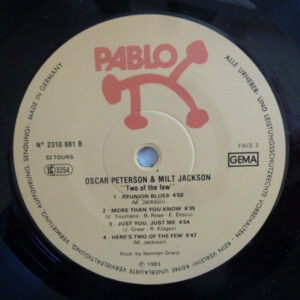 PABLO
MADE IN GERMANY
ALLE URHEBER- UND LEISTUNGSSCHUTZRECHTE VORBEHALTEN · KEIN VERLEIH! KEINE UNERLAUBTE VERVIELFÄLTIGUNG, VERMIETUNG, AUFFÜHRUNG, SENDUNG!
N° 2310 881 B
FACE 2
33 TOURS
GEMA
OSCAR PETERSON & MILT JACKSON
"Two of the few"
1 - REUNION BLUES 4'56
(M. Jackson)
2 - MORE THAN YOU KNOW 6'35
(V. Youmans - B. Rose - E. Eliscu)
3 - JUST YOU, JUST ME 4'54
(J. Greer - R. Klages)
4 - HERE'S TWO OF THE FEW 5'47
(M. Jackson)
Prod. by Norman Granz
℗ 1983